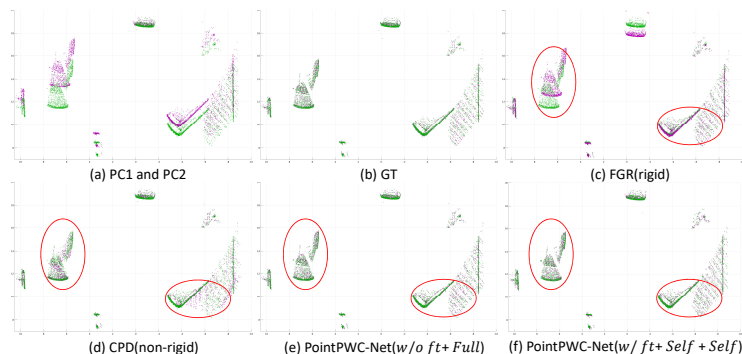 (a) PC1 and PC2
(b) GT
(c) FGR(rigid)
(d) CPD(non-rigid)
(e) PointPWC-Net(w/o ft+ Full)
(f) PointPWC-Net(w/ ft+ Self + Self)